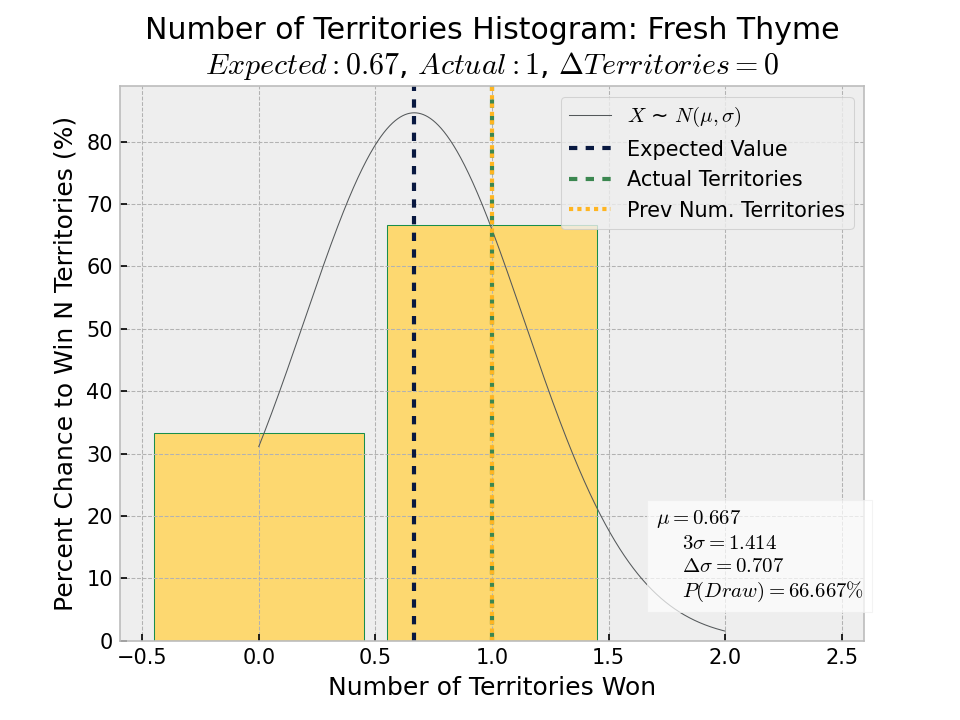 Number of Territories Histogram: Fresh Thyme
Expected : 0.67, Actual : 1, ΔTerritories = 0
Percent Chance to Win N Territories (%)
80
70
60
50
40
30
20
10
0
X ~ N(μ, σ)
Expected Value
Actual Territories
Prev Num. Territories
μ = 0.667
3σ = 1.414
Δσ = 0.707
P(Draw) = 66.667%
−0.5 0.0 0.5 1.0 1.5 2.0 2.5
Number of Territories Won